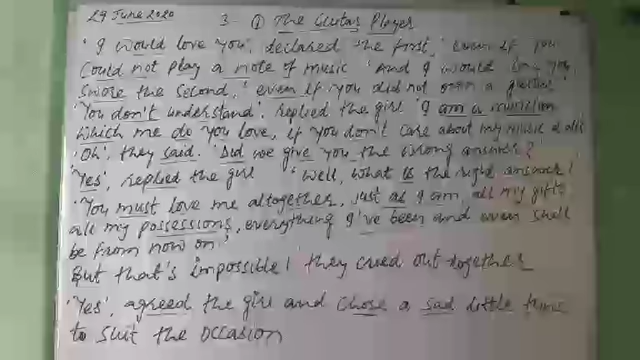 29 June 2020 3. ① The Guitar Player
'I would love you', declared the first, 'even if you
could not play a note of music 'And I would love you,
swore the second,' even if you did not own a guitar'
'You don't understand'. replied the girl 'I am a musician
which me do you love, if you don't care about my music at all?
'Oh', they said. 'Did we give you the wrong answer?
'Yes', replied the girl 'Well, what is the right answer!
'You must love me altogether, just as I am, all my gifts
all my possessions, everything I've been and even shall
be from now on'
But that's impossible! they cried out together
'Yes', agreed the girl and chose a sad little tune
to suit the occasion